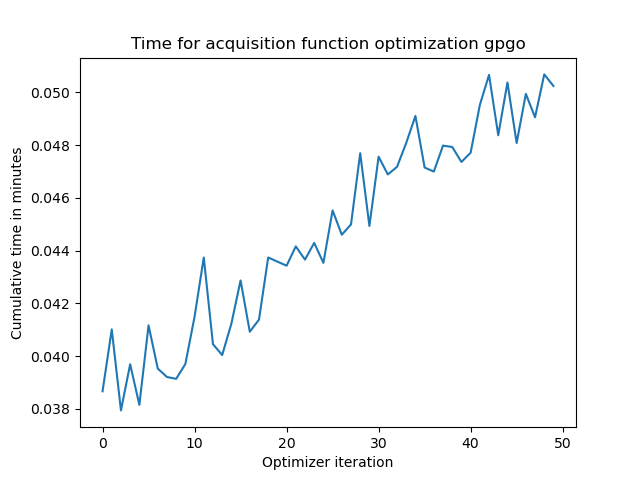 Time for acquisition function optimization gpgo
0.050
0.048
0.046
0.044
0.042
0.040
0.038
Cumulative time in minutes
0 10 20 30 40 50
Optimizer iteration